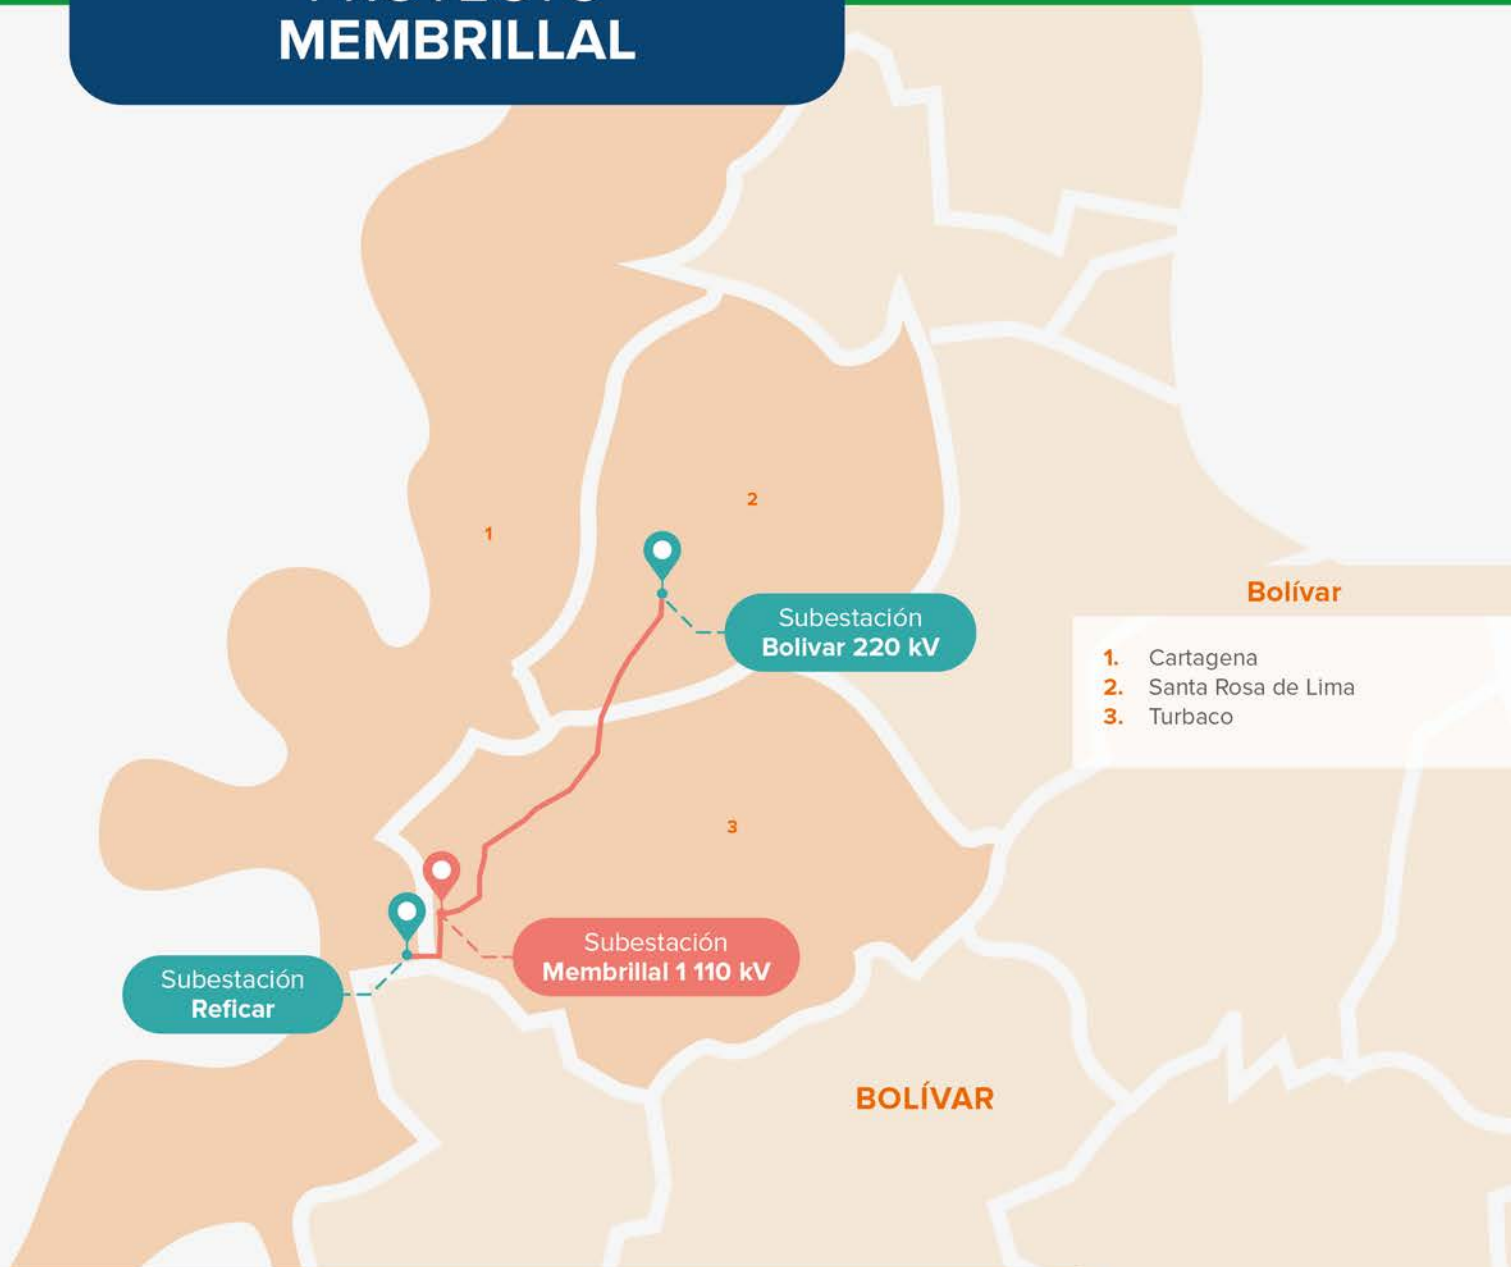 MEMBRILLAL
2
1
Subestación
Bolivar 220 kV
Bolívar
1. Cartagena
2. Santa Rosa de Lima
3. Turbaco
3
Subestación
Membrillal 1 110 kV
Subestación
Reficar
BOLÍVAR